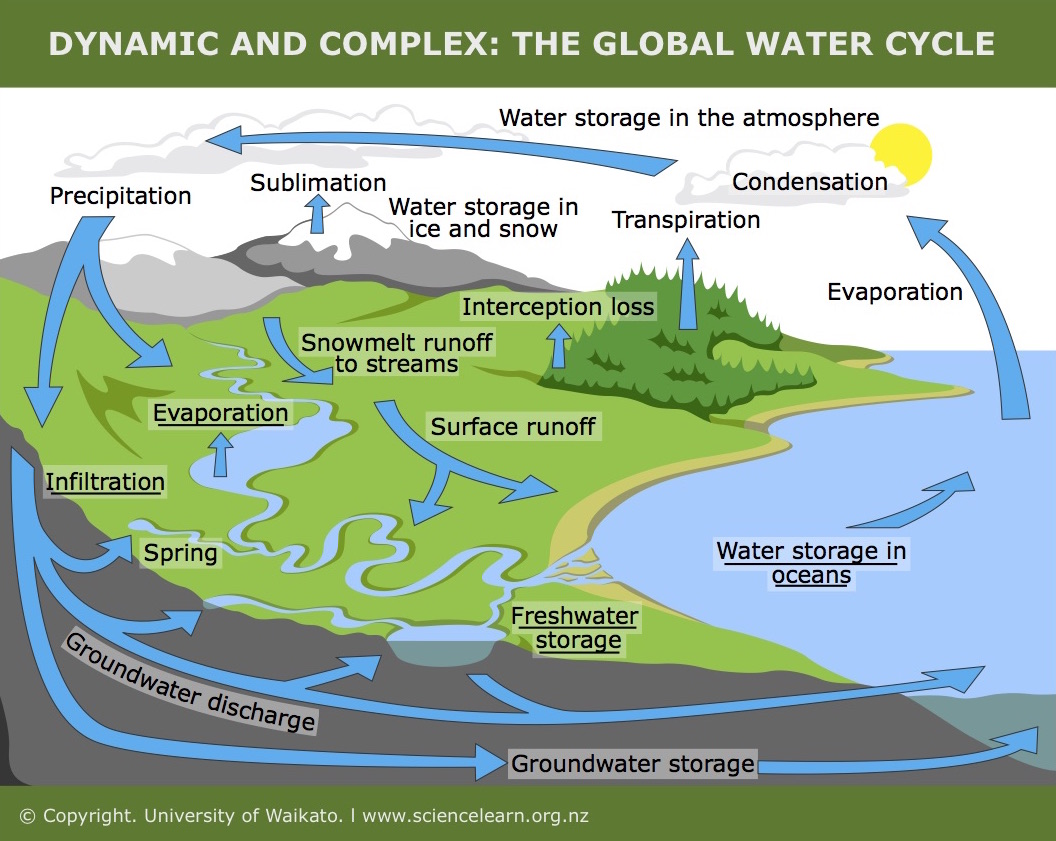 DYNAMIC AND COMPLEX: THE GLOBAL WATER CYCLE
Water storage in the atmosphere
Precipitation
Sublimation
Condensation
Water storage in
ice and snow
Transpiration
Evaporation
Interception loss
Snowmelt runoff
to streams
Evaporation
Surface runoff
Infiltration
Spring
Water storage in
oceans
Freshwater
storage
Groundwater discharge
Groundwater storage
© Copyright. University of Waikato. l www.sciencelearn.org.nz